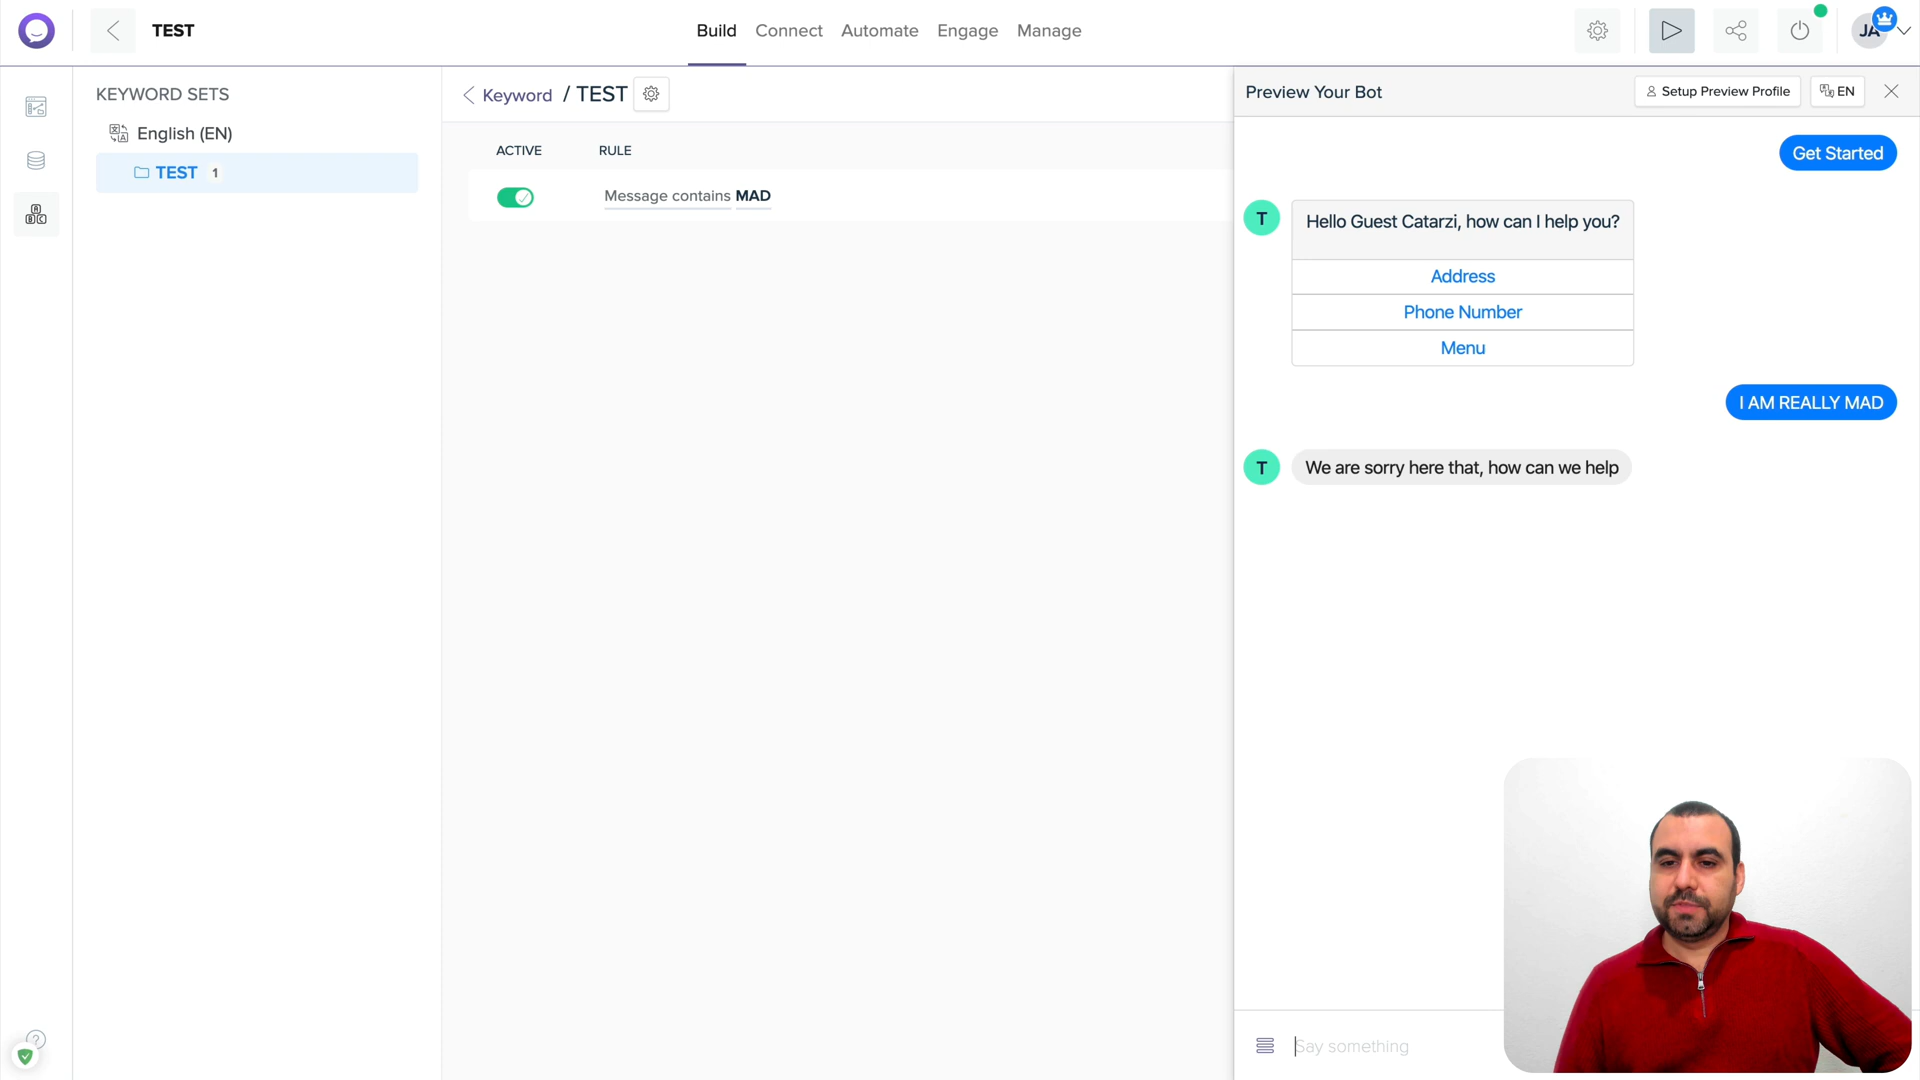 TEST
Build Connect Automate Engage Manage
JA
KEYWORD SETS
English (EN)
TEST 1
Keyword / TEST
ACTIVE RULE
Message contains MAD
Preview Your Bot
Setup Preview Profile
EN
Get Started
T
Hello Guest Catarzi, how can I help you?
Address
Phone Number
Menu
I AM REALLY MAD
T
We are sorry here that, how can we help
Say something
?